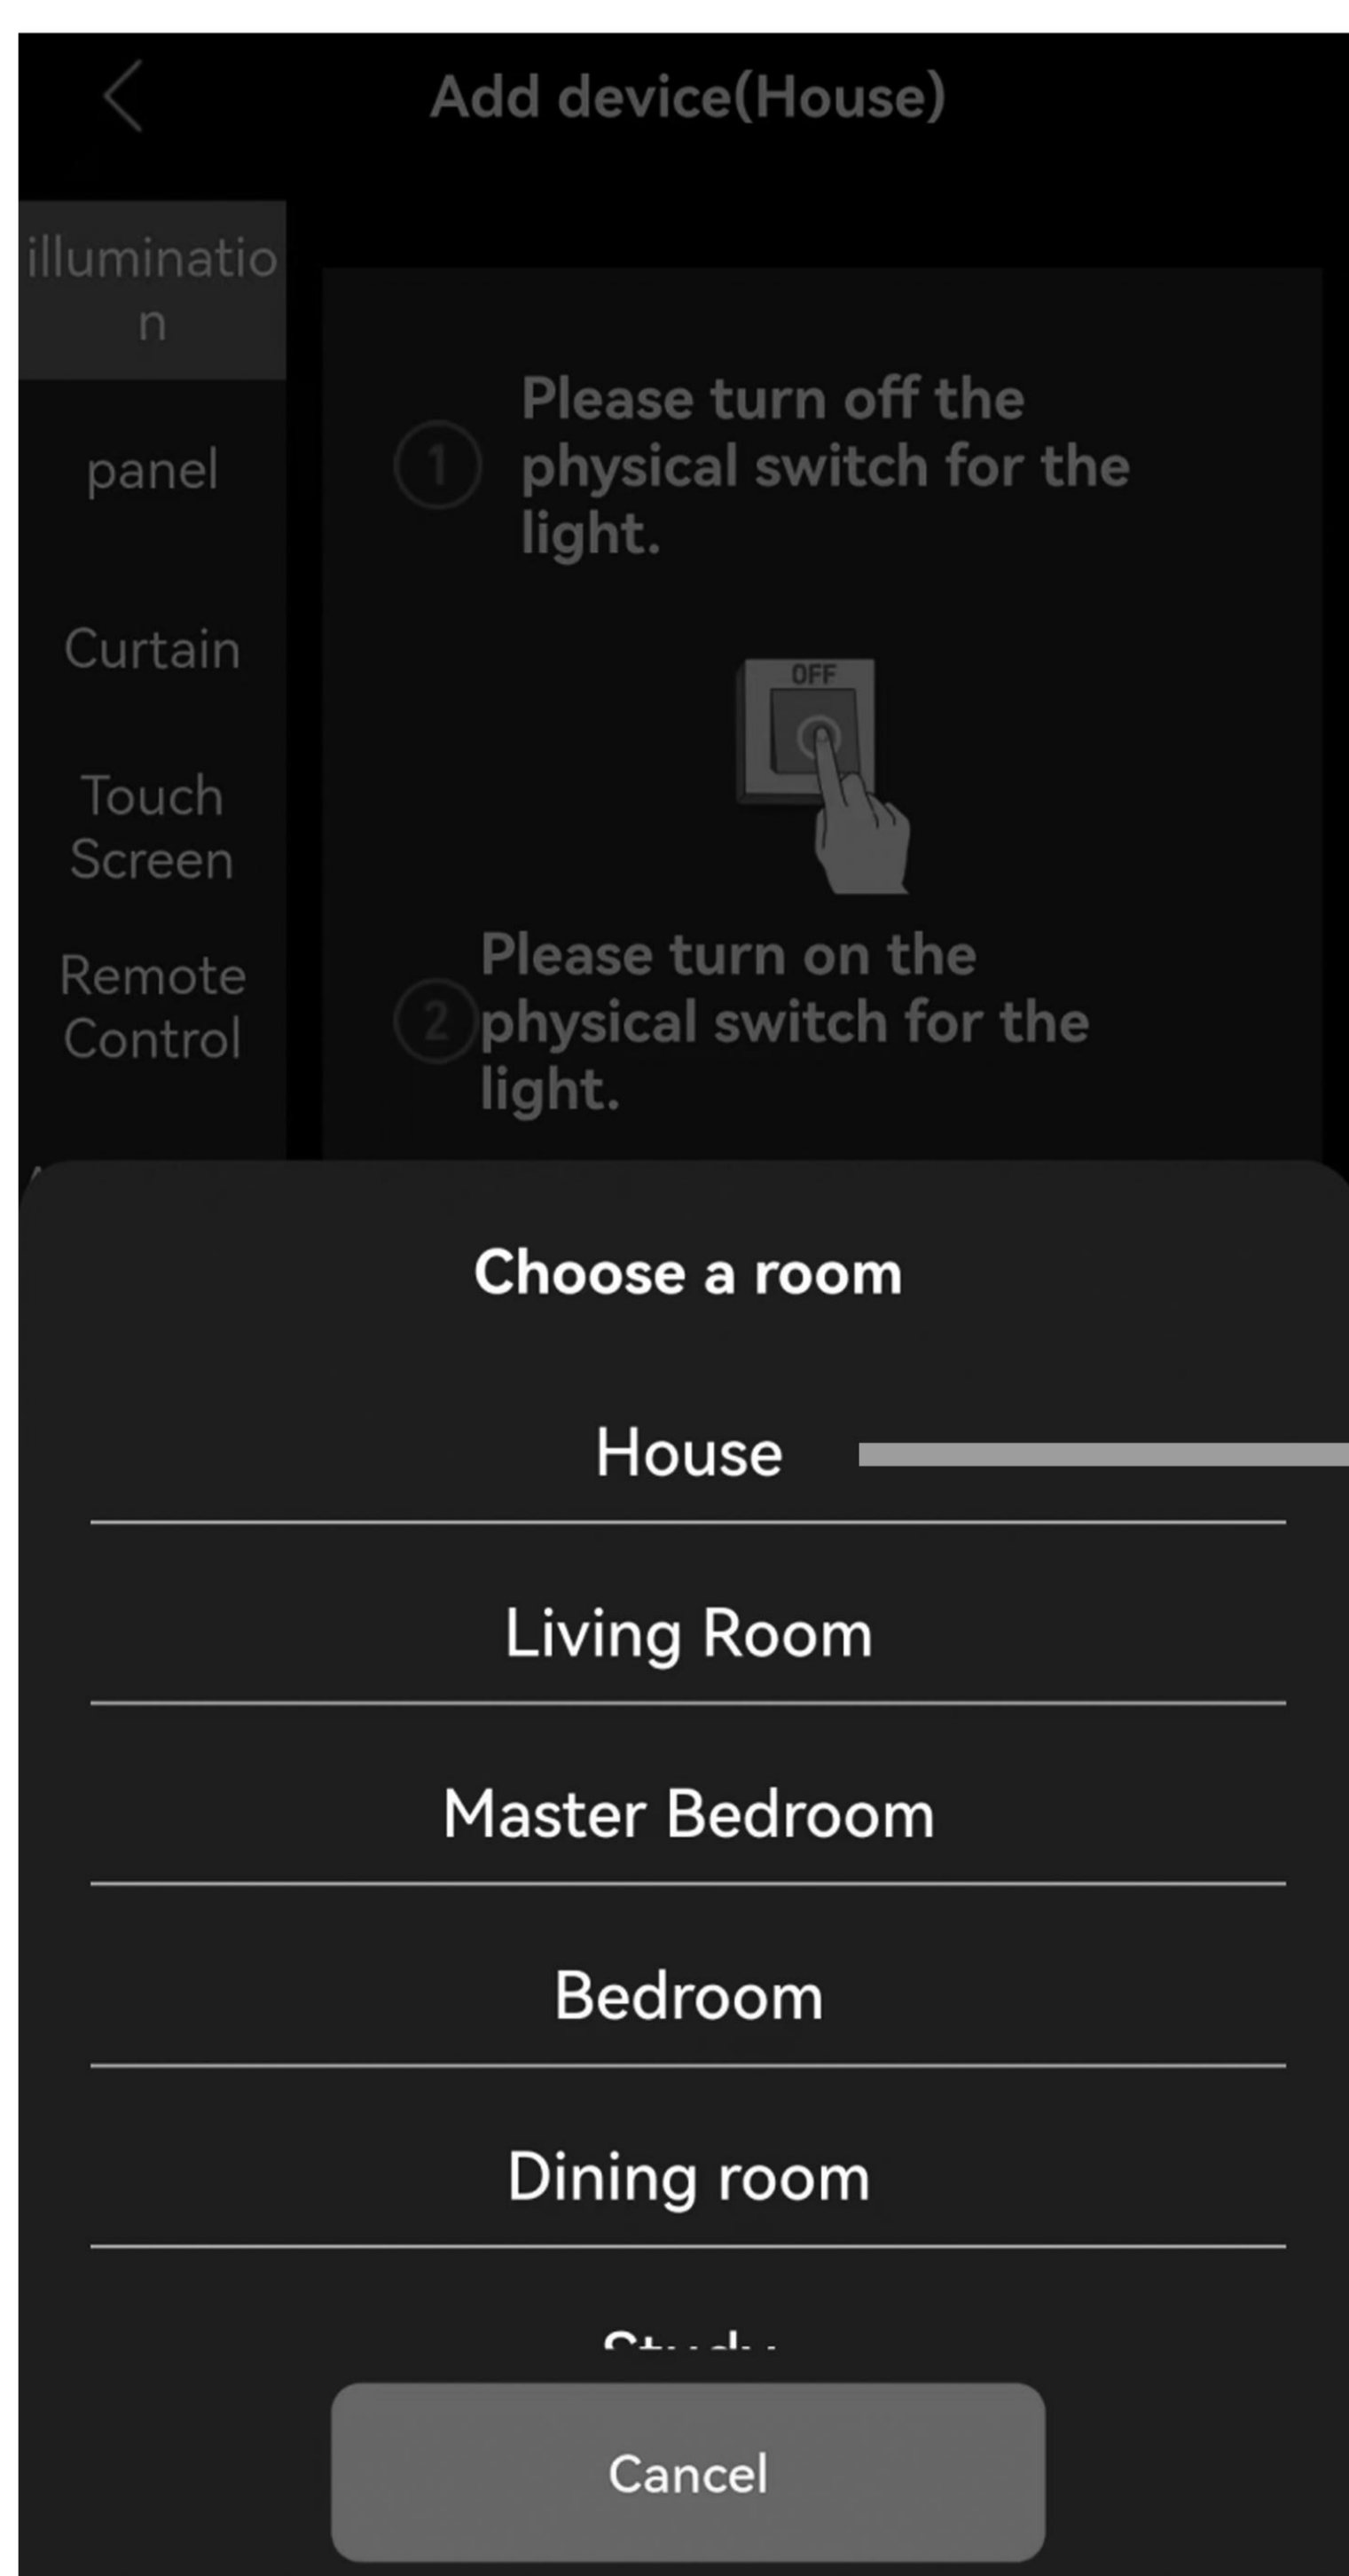 Add device(House)
illuminatio
n
panel
Curtain
Touch
Screen
Remote
Control
1
Please turn off the
physical switch for the
light.
OFF
2
Please turn on the
physical switch for the
light.
Choose a room
House
Living Room
Master Bedroom
Bedroom
Dining room
Study
Cancel